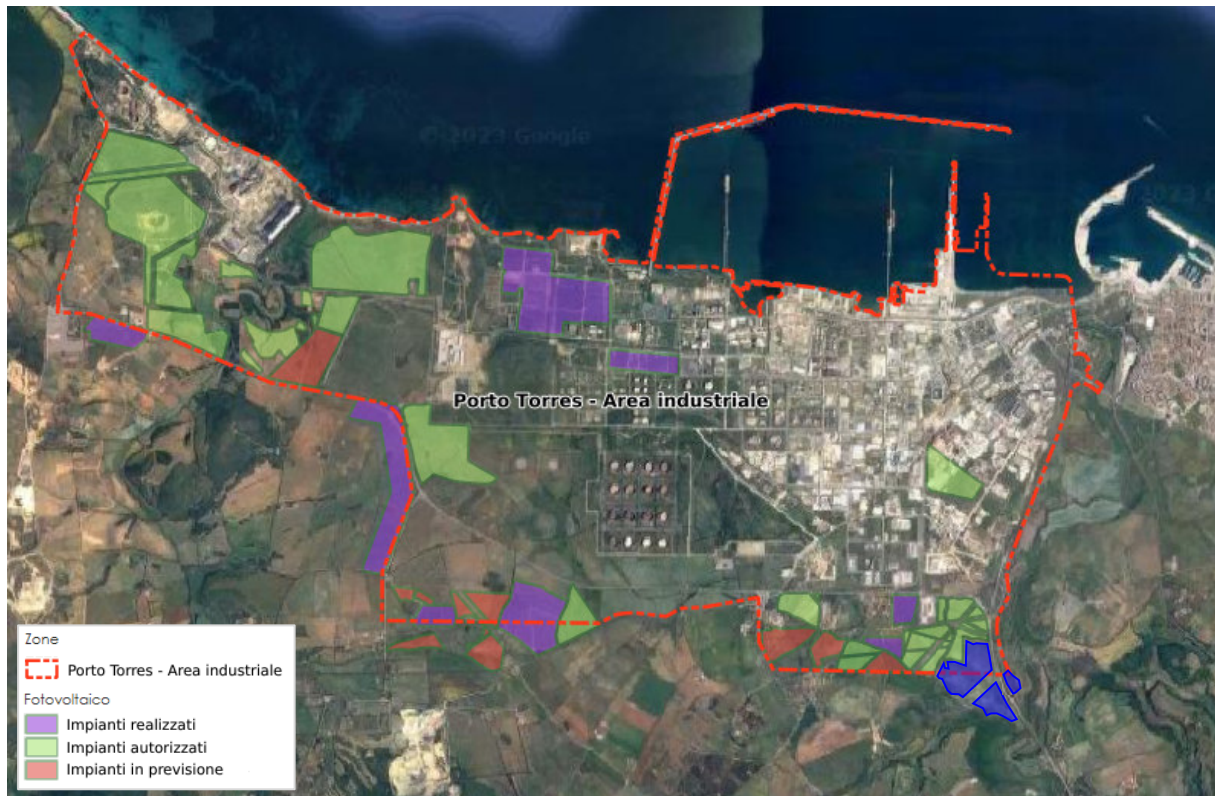 © 2023 Google
2023 G
Porto Torres - Area industriale
Zone
Porto Torres - Area industriale
Fotovoltaico
Impianti realizzati
Impianti autorizzati
Impianti in previsione